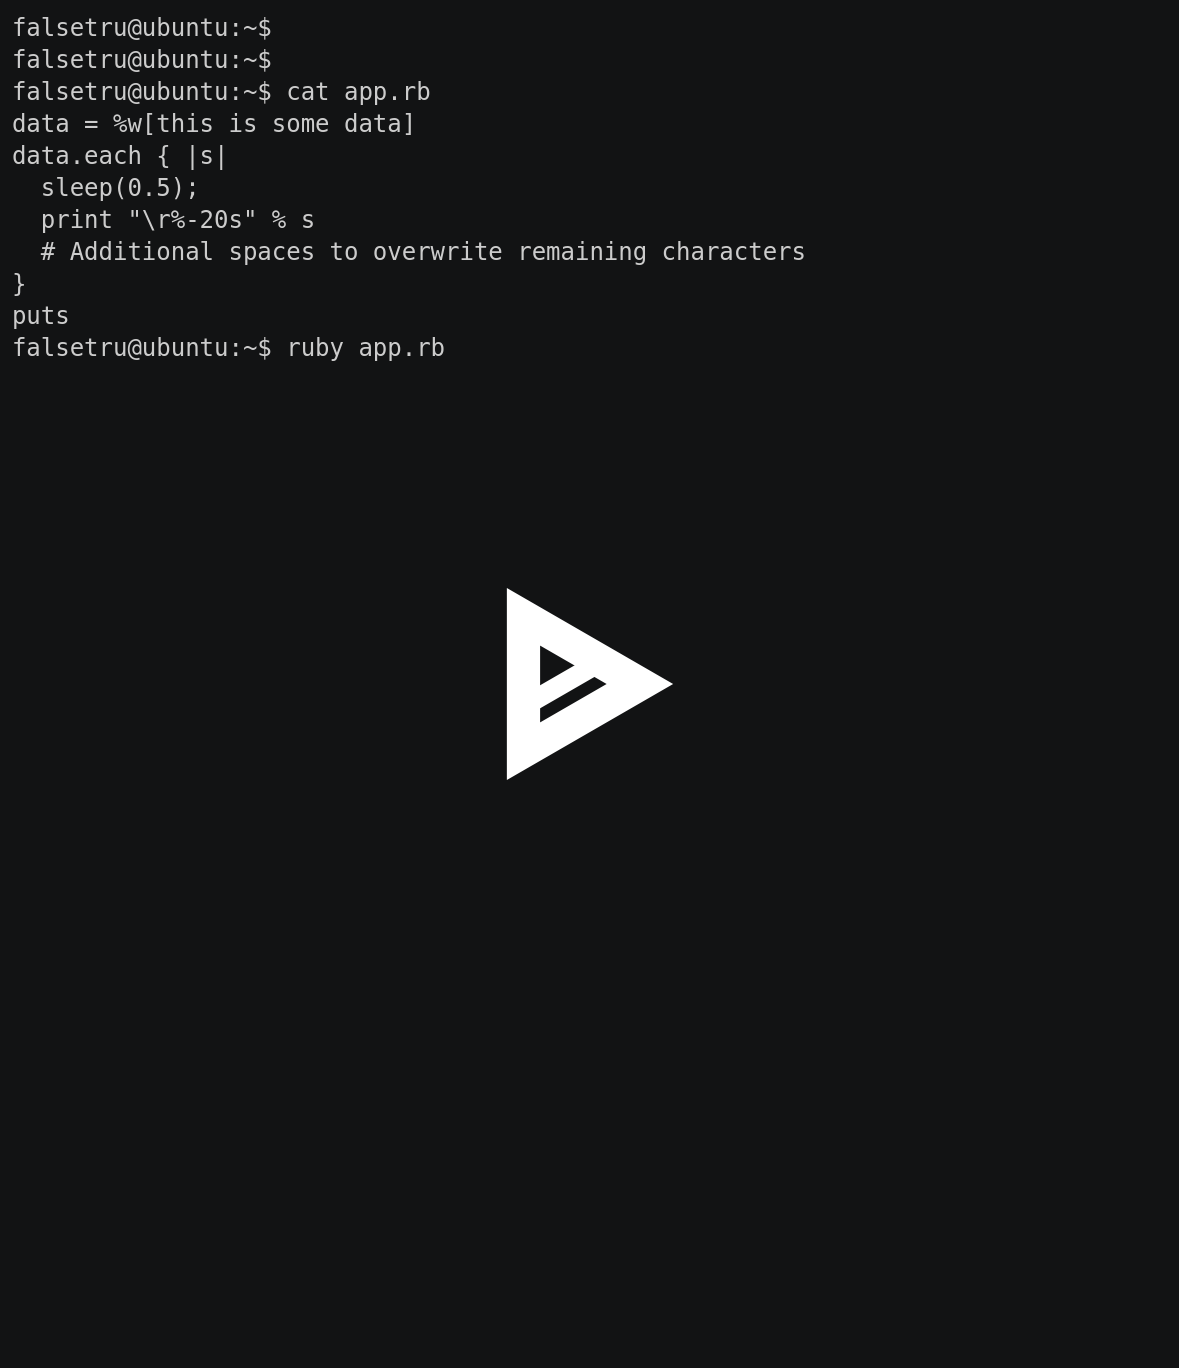 falsetru@ubuntu:~$
falsetru@ubuntu:~$
falsetru@ubuntu:~$ cat app.rb
data = %w[this is some data]
data.each { |s|
  sleep(0.5);
  print "\r%-20s" % s
  # Additional spaces to overwrite remaining characters
}
puts
falsetru@ubuntu:~$ ruby app.rb